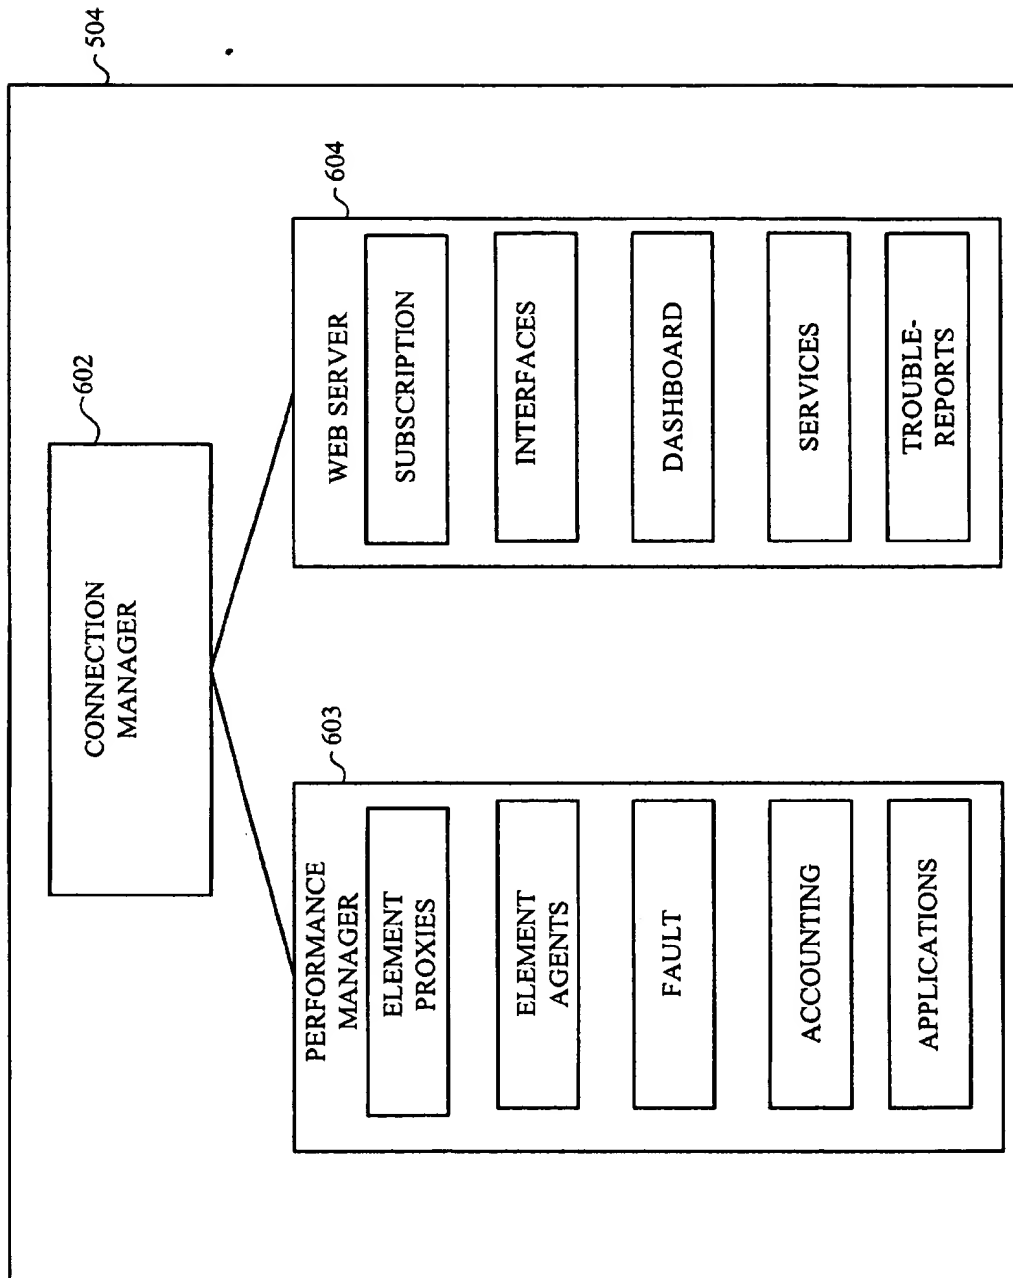 504
CONNECTION
MANAGER
602
PERFORMANCE
MANAGER
603
ELEMENT
PROXIES
ELEMENT
AGENTS
FAULT
ACCOUNTING
APPLICATIONS
WEB SERVER
604
SUBSCRIPTION
INTERFACES
DASHBOARD
SERVICES
TROUBLE-
REPORTS